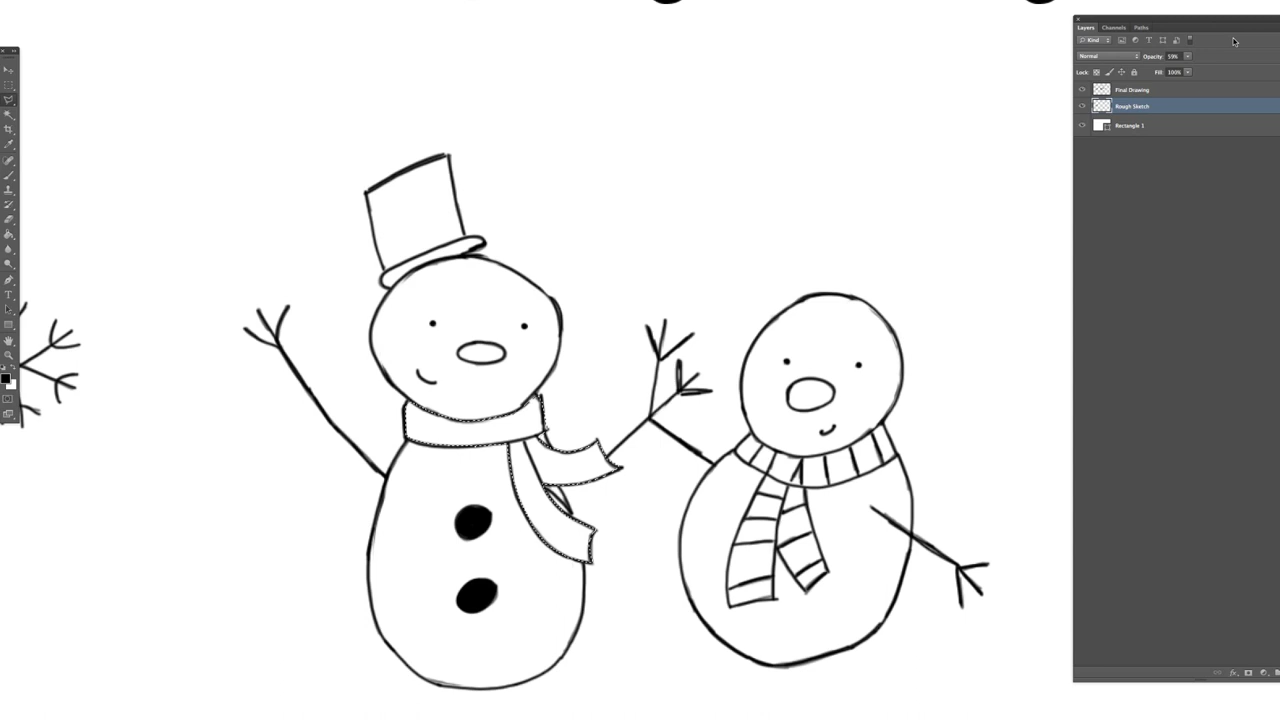 Layers Channels Paths
Kind
Normal Opacity 59%
Lock: Fill 100%
Final Drawing
Rough Sketch
Rectangle 1